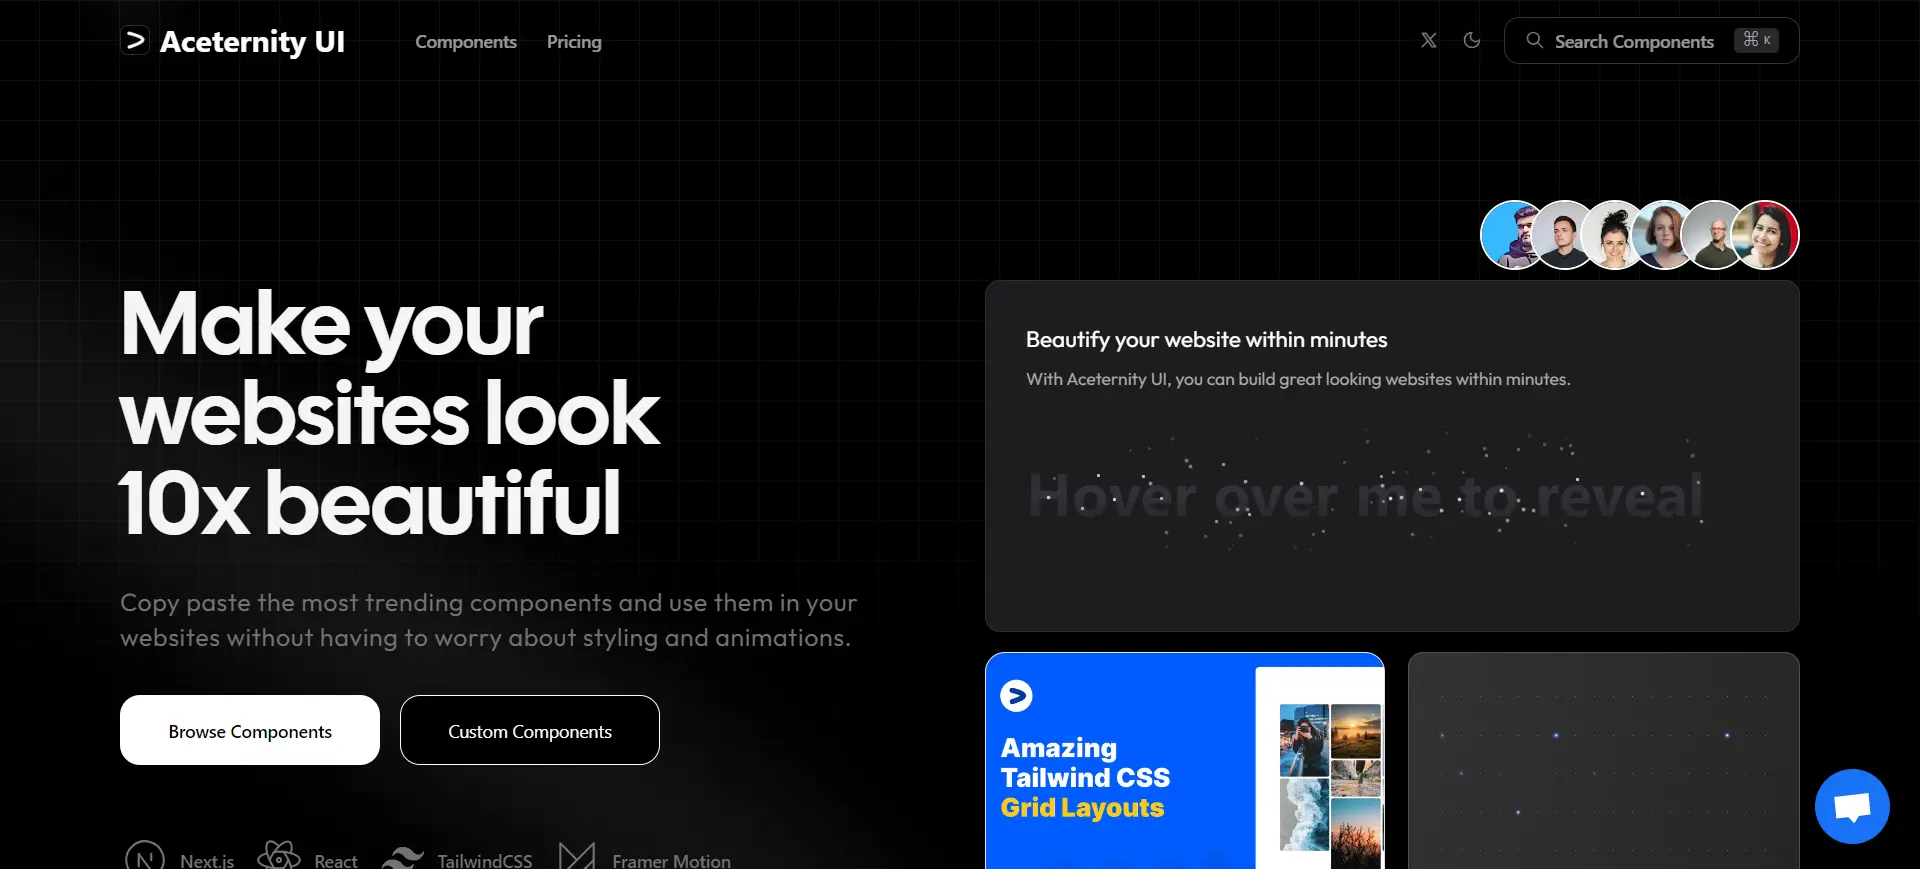 Aceternity UI
Components
Pricing
Search Components
⌘ K
Make your
websites look
10x beautiful
Copy paste the most trending components and use them in your
websites without having to worry about styling and animations.
Browse Components
Custom Components
Next.js
React
TailwindCSS
Framer Motion
Beautify your website within minutes
With Aceternity UI, you can build great looking websites within minutes.
Hover over me to reveal
Amazing
Tailwind CSS
Grid Layouts